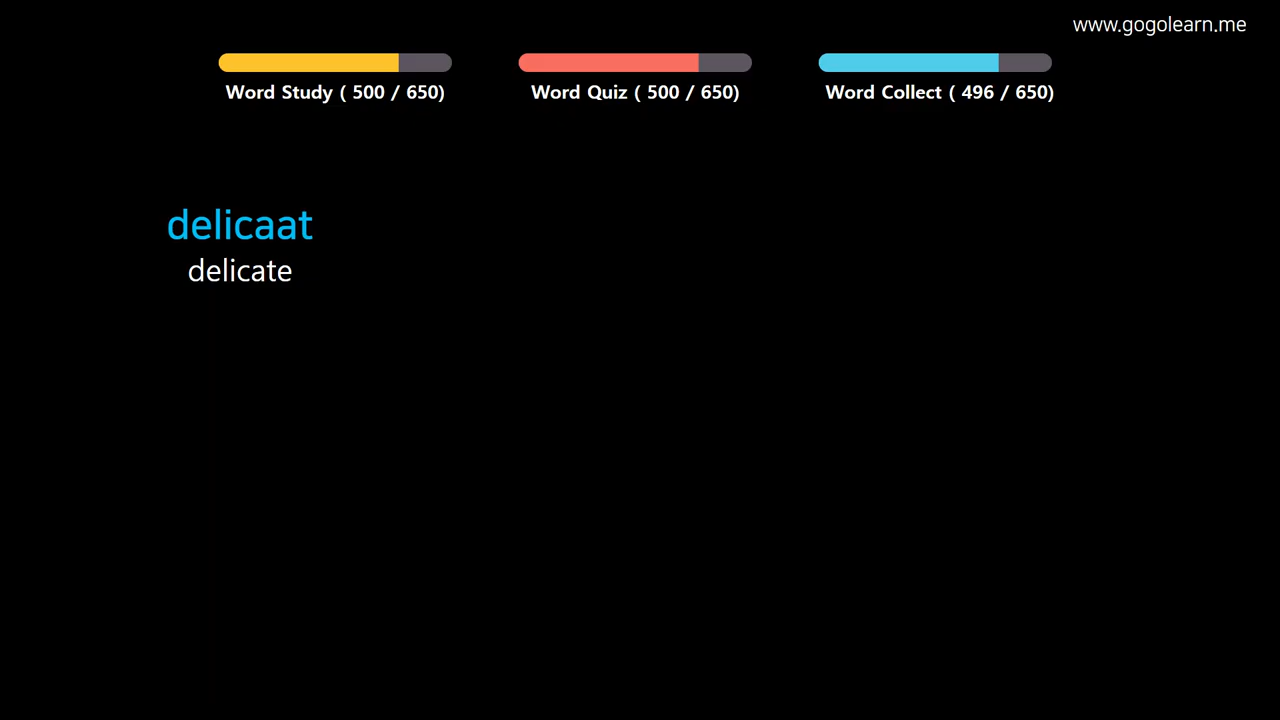 www.gogolearn.me
Word Study ( 500 / 650)
Word Quiz ( 500 / 650)
Word Collect ( 496 / 650)
delicaat
delicate